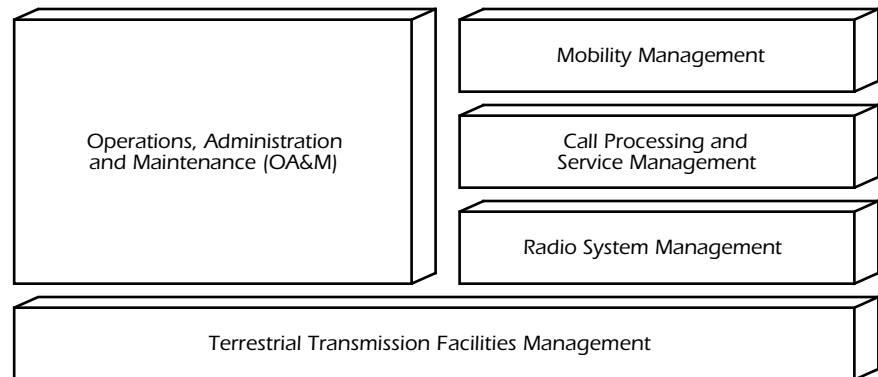 Operations, Administration
and Maintenance (OA&M)
Mobility Management
Call Processing and
Service Management
Radio System Management
Terrestrial Transmission Facilities Management